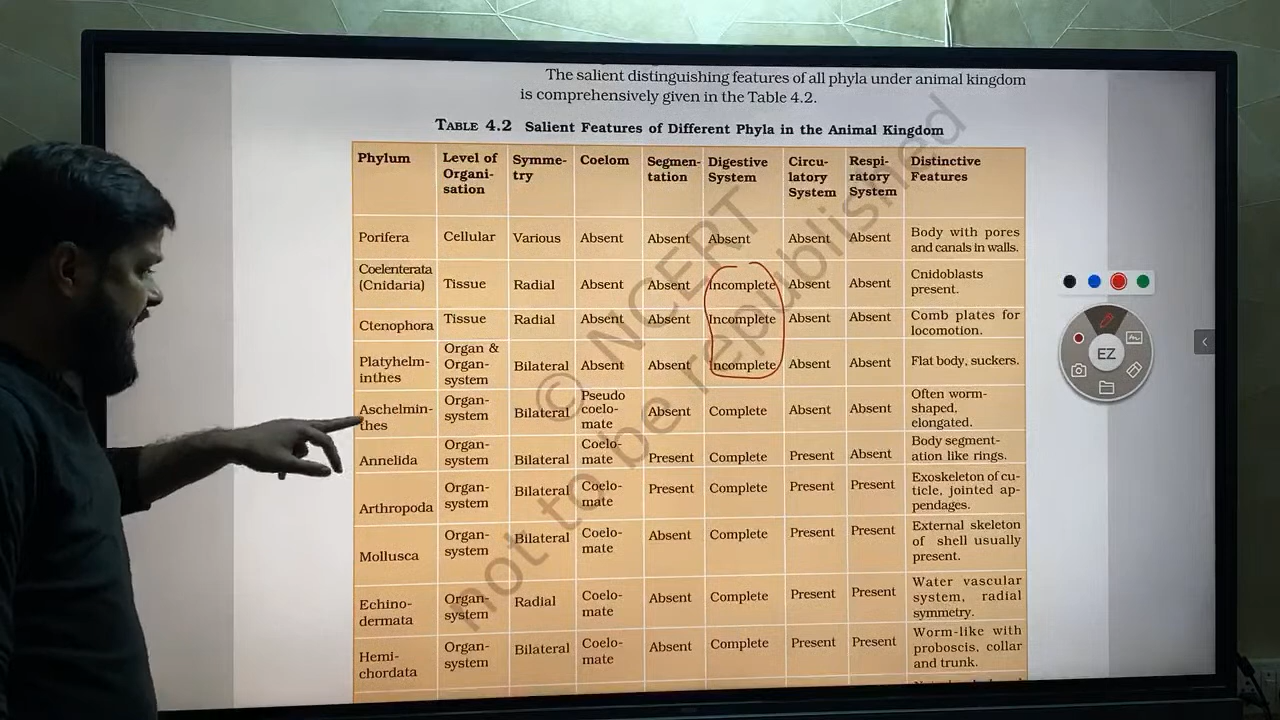 The salient distinguishing features of all phyla under animal kingdom
is comprehensively given in the Table 4.2.
TABLE 4.2 Salient Features of Different Phyla in the Animal Kingdom
Phylum Level of Organi- sation Symme- try Coelom Segmen- tation Digestive System Circu- latory System Respi- ratory System Distinctive Features
Porifera Cellular Various Absent Absent Absent Absent Absent Body with pores and canals in walls.
Coelenterata (Cnidaria) Tissue Radial Absent Absent Incomplete Absent Absent Cnidoblasts present.
Ctenophora Tissue Radial Absent Absent Incomplete Absent Absent Comb plates for locomotion.
Platyhelm- inthes Organ & Organ- system Bilateral Absent Absent Incomplete Absent Absent Flat body, suckers.
Aschelmin- thes Organ- system Bilateral Pseudo coelo- mate Absent Complete Absent Absent Often worm- shaped, elongated.
Annelida Organ- system Bilateral Coelo- mate Present Complete Present Absent Body segment- ation like rings.
Arthropoda Organ- system Bilateral Coelo- mate Present Complete Present Present Exoskeleton of cu- ticle, jointed ap- pendages.
Mollusca Organ- system Bilateral Coelo- mate Absent Complete Present Present External skeleton of shell usually present.
Echino- dermata Organ- system Radial Coelo- mate Absent Complete Present Present Water vascular system, radial symmetry.
Hemi- chordata Organ- system Bilateral Coelo- mate Absent Complete Present Present Worm-like with proboscis, collar and trunk.
© NCERT
not to be republished
EZ